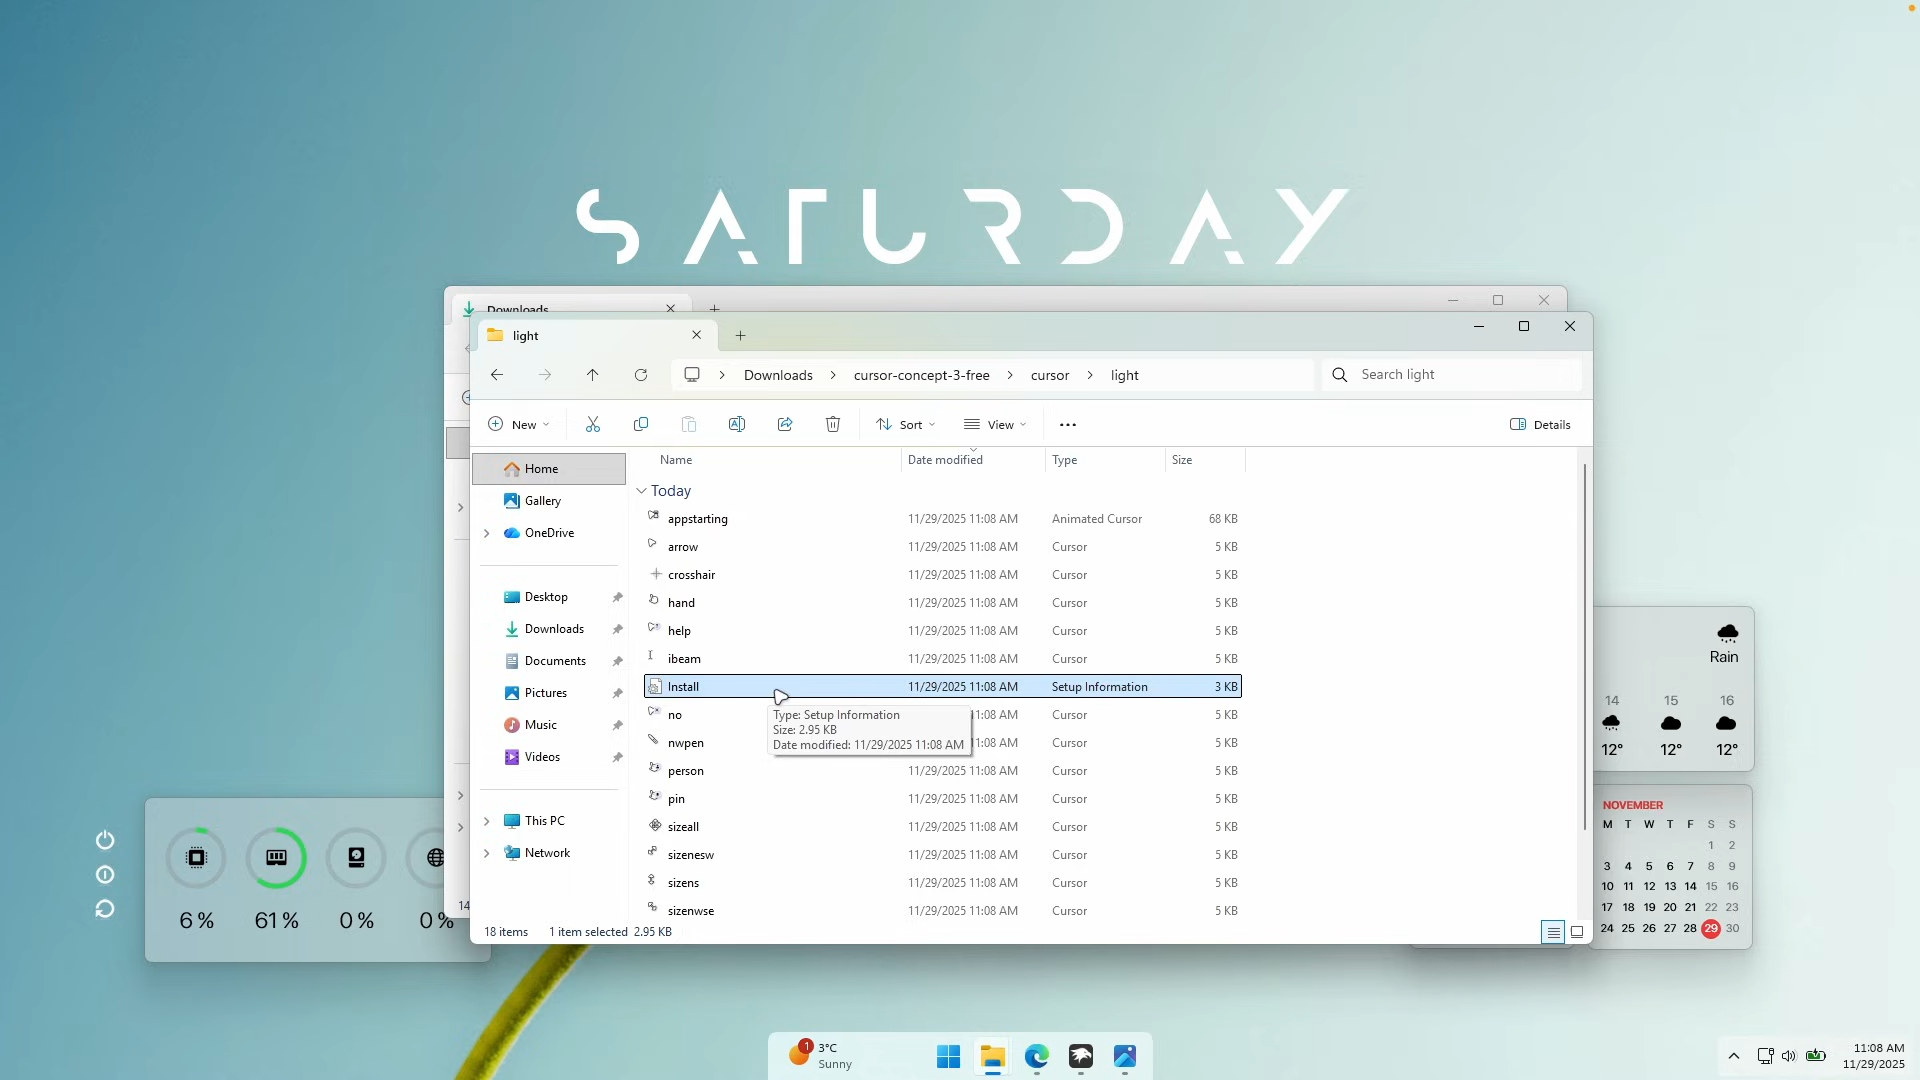 SATURDAY
Downloads
light
Downloads
cursor-concept-3-free
cursor
light
Search light
New
Sort
View
Details
Home
Gallery
OneDrive
Desktop
Downloads
Documents
Pictures
Music
Videos
This PC
Network
Name Date modified Type Size
Today
appstarting 11/29/2025 11:08 AM Animated Cursor 68 KB
arrow 11/29/2025 11:08 AM Cursor 5 KB
crosshair 11/29/2025 11:08 AM Cursor 5 KB
hand 11/29/2025 11:08 AM Cursor 5 KB
help 11/29/2025 11:08 AM Cursor 5 KB
ibeam 11/29/2025 11:08 AM Cursor 5 KB
Install 11/29/2025 11:08 AM Setup Information 3 KB
no 11:08 AM Cursor 5 KB
nwpen 11:08 AM Cursor 5 KB
person 11/29/2025 11:08 AM Cursor 5 KB
pin 11/29/2025 11:08 AM Cursor 5 KB
sizeall 11/29/2025 11:08 AM Cursor 5 KB
sizenesw 11/29/2025 11:08 AM Cursor 5 KB
sizens 11/29/2025 11:08 AM Cursor 5 KB
sizenwse 11/29/2025 11:08 AM Cursor 5 KB
Type: Setup Information
Size: 2.95 KB
Date modified: 11/29/2025 11:08 AM
18 items 1 item selected 2.95 KB
14
6% 61% 0% 0%
Rain
14 15 16
12° 12° 12°
NOVEMBER
M T W T F S S
1 2
3 4 5 6 7 8 9
10 11 12 13 14 15 16
17 18 19 20 21 22 23
24 25 26 27 28 29 30
1
3°C
Sunny
11:08 AM
11/29/2025